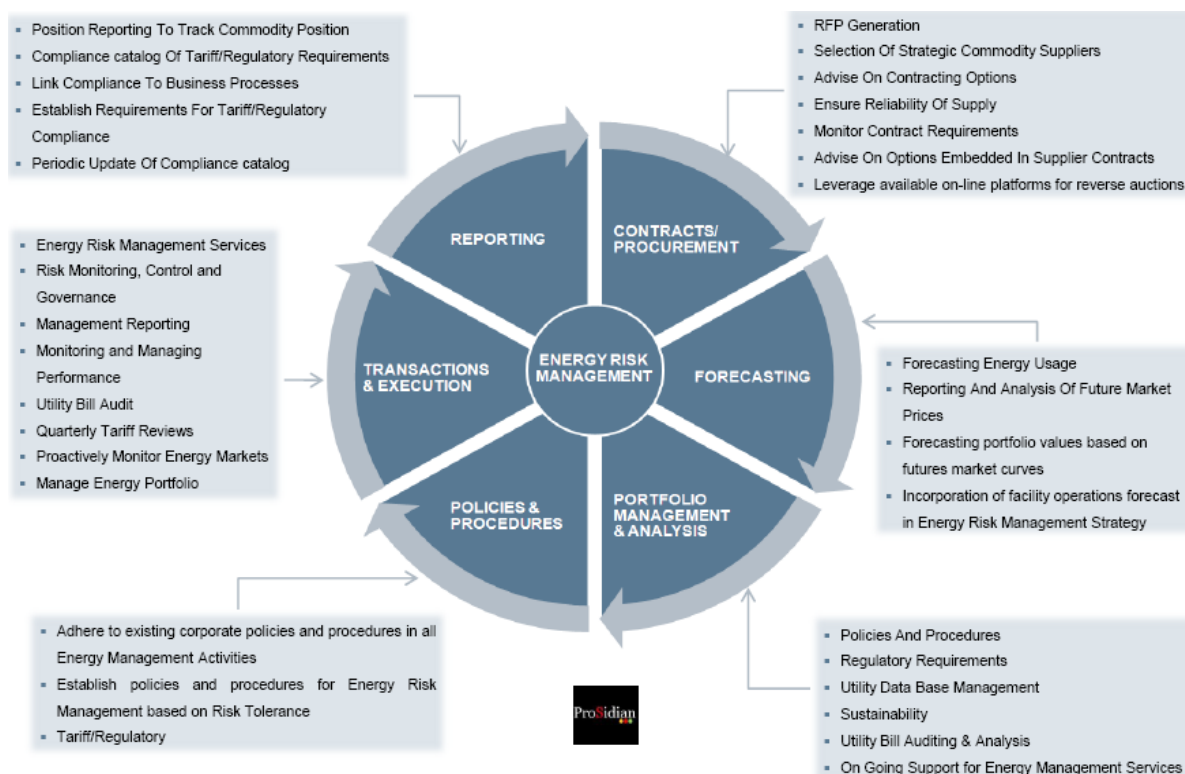 Position Reporting To Track Commodity Position
Compliance catalog Of Tariff/Regulatory Requirements
Link Compliance To Business Processes
Establish Requirements For Tariff/Regulatory
Compliance
Periodic Update Of Compliance catalog
RFP Generation
Selection Of Strategic Commodity Suppliers
Advise On Contracting Options
Ensure Reliability Of Supply
Monitor Contract Requirements
Advise On Options Embedded In Supplier Contracts
Leverage available on-line platforms for reverse auctions
REPORTING
CONTRACTS/
PROCUREMENT
Energy Risk Management Services
Risk Monitoring, Control and
Governance
Management Reporting
Monitoring and Managing
Performance
Utility Bill Audit
Quarterly Tariff Reviews
Proactively Monitor Energy Markets
Manage Energy Portfolio
TRANSACTIONS
& EXECUTION
ENERGY RISK
MANAGEMENT
FORECASTING
Forecasting Energy Usage
Reporting And Analysis Of Future Market
Prices
Forecasting portfolio values based on
futures market curves
Incorporation of facility operations forecast
in Energy Risk Management Strategy
POLICIES &
PROCEDURES
PORTFOLIO
MANAGEMENT
& ANALYSIS
Adhere to existing corporate policies and procedures in all
Energy Management Activities
Establish policies and procedures for Energy Risk
Management based on Risk Tolerance
Tariff/Regulatory
ProSidian
Policies And Procedures
Regulatory Requirements
Utility Data Base Management
Sustainability
Utility Bill Auditing & Analysis
On Going Support for Energy Management Services